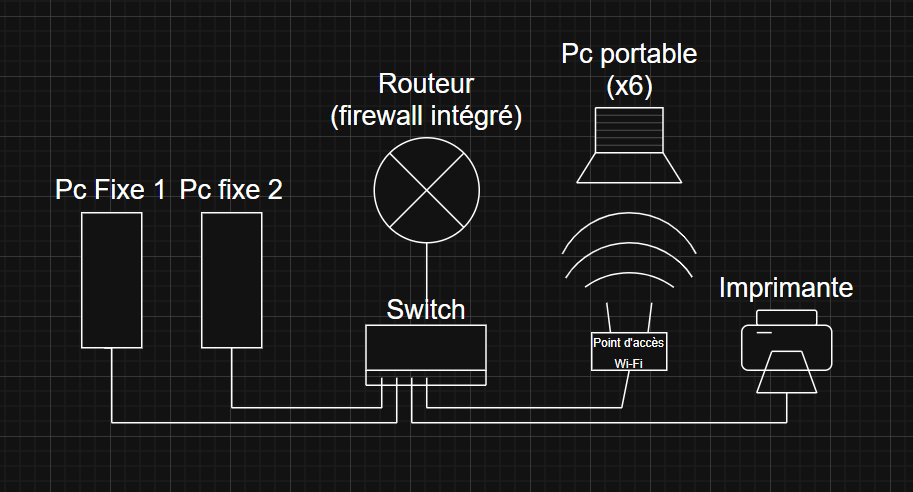 Pc portable
(x6)
Routeur
(firewall intégré)
Pc Fixe 1
Pc fixe 2
Imprimante
Switch
Point d'accès
Wi-Fi